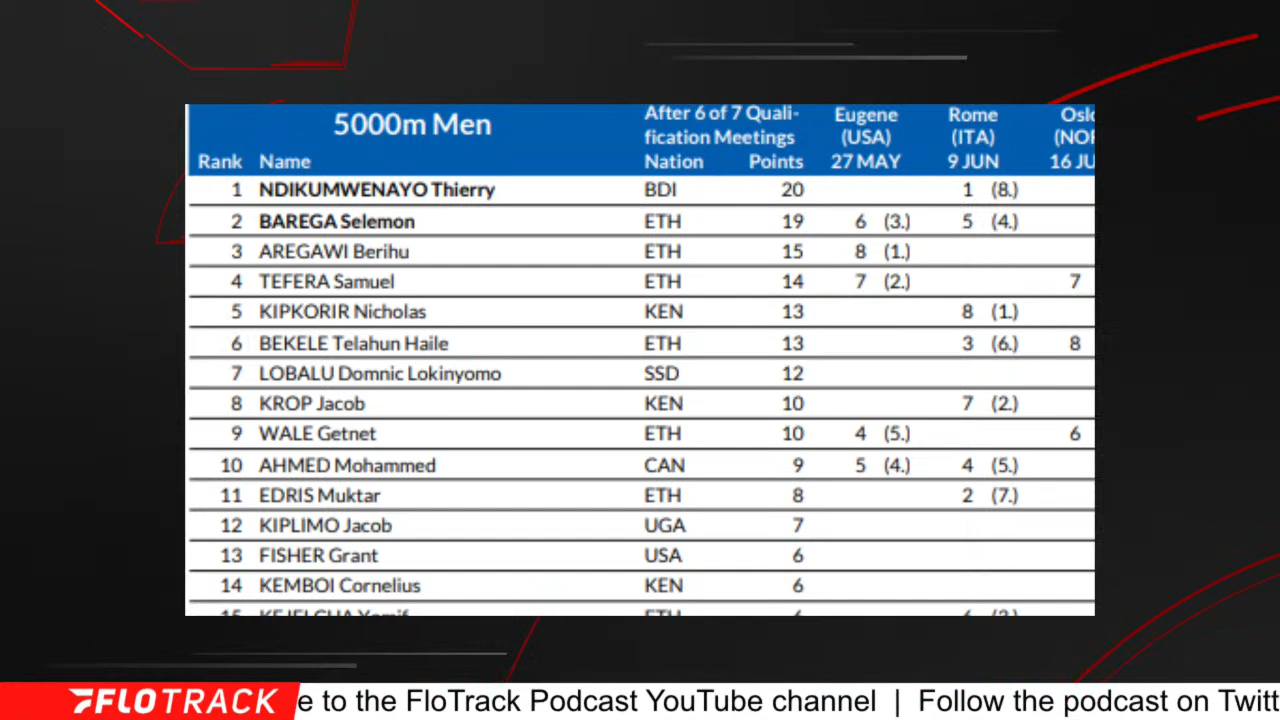 5000m Men
After 6 of 7 Quali-
fication Meetings
Eugene
(USA)
Rome
(ITA)
Rank Name Nation Points 27 MAY 9 JUN 16
1 NDIKUMWENAYO Thierry BDI 20 1 (8.)
2 BAREGA Selemon ETH 19 6 (3.) 5 (4.)
3 AREGAWI Berihu ETH 15 8 (1.)
4 TEFERA Samuel ETH 14 7 (2.) 7
5 KIPKORIR Nicholas KEN 13 8 (1.)
6 BEKELE Telahun Haile ETH 13 3 (6.) 8
7 LOBALU Domnic Lokinyomo SSD 12
8 KROP Jacob KEN 10 7 (2.)
9 WALE Getnet ETH 10 4 (5.) 6
10 AHMED Mohammed CAN 9 5 (4.) 4 (5.)
11 EDRIS Muktar ETH 8 2 (7.)
12 KIPLIMO Jacob UGA 7
13 FISHER Grant USA 6
14 KEMBOI Cornelius KEN 6
FLOTRACK
e to the FloTrack Podcast YouTube channel | Follow the podcast on Twitt